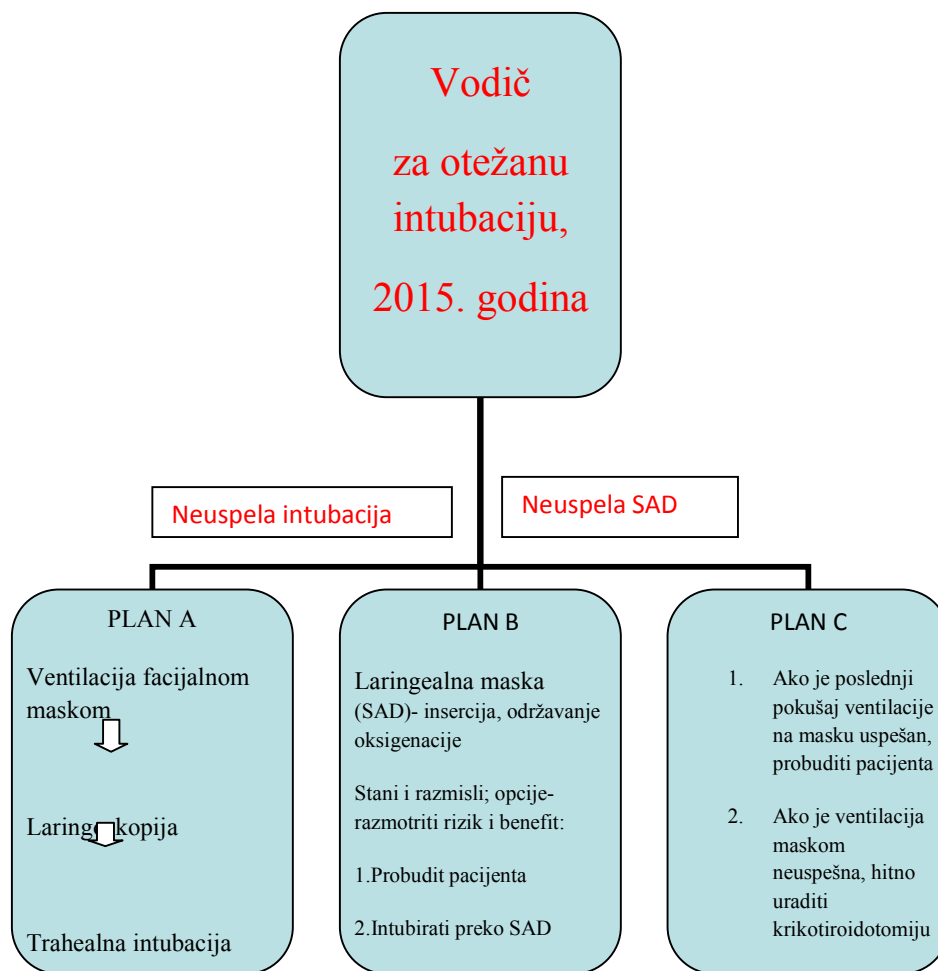 Vodič
za otežanu
intubaciju,
2015. godina
Neuspela intubacija
Neuspela SAD
PLAN A
Ventilacija facijalnom
maskom
Trahealna intubacija
PLAN B
Laringealna maska
(SAD)- insercija, održavanje
oksigenacije
Stani i razmisli; opcije-
razmotriti rizik i benefit:
1.Probudit pacijenta
2.Intubirati preko SAD
PLAN C
1. Ako je poslednji
pokušaj ventilacije
na masku uspešan,
probuditi pacijenta
2. Ako je ventilacija
maskom
neuspešna, hitno
uraditi
krikotiroidotomiju